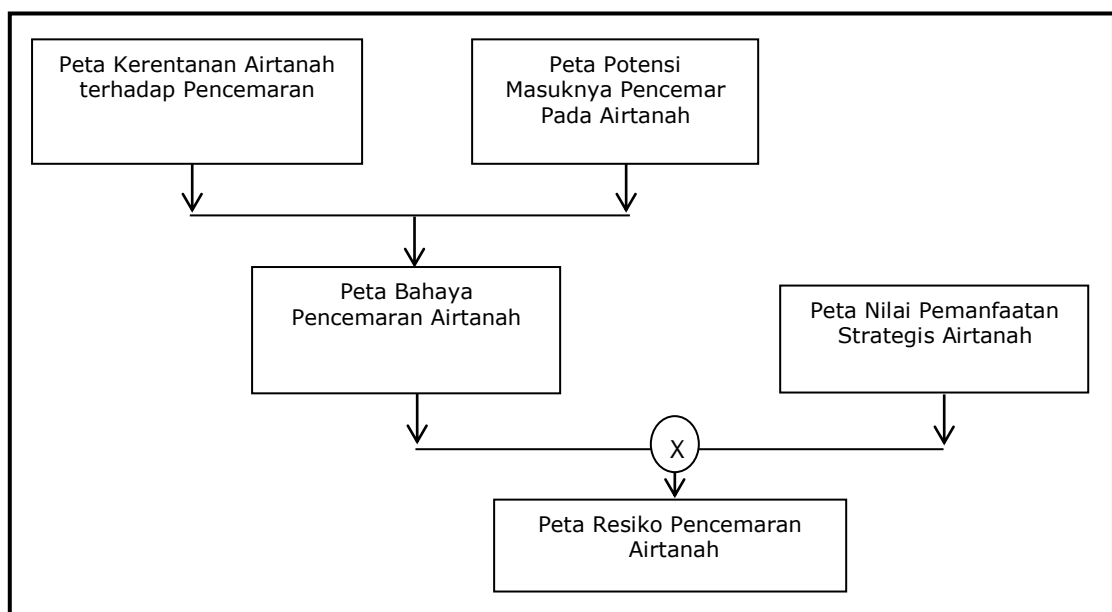 Peta Kerentanan Airtanah
terhadap Pencemaran
Peta Potensi
Masuknya Pencemar
Pada Airtanah
Peta Bahaya
Pencemaran Airtanah
Peta Nilai Pemanfaatan
Strategis Airtanah
X
Peta Resiko Pencemaran
Airtanah